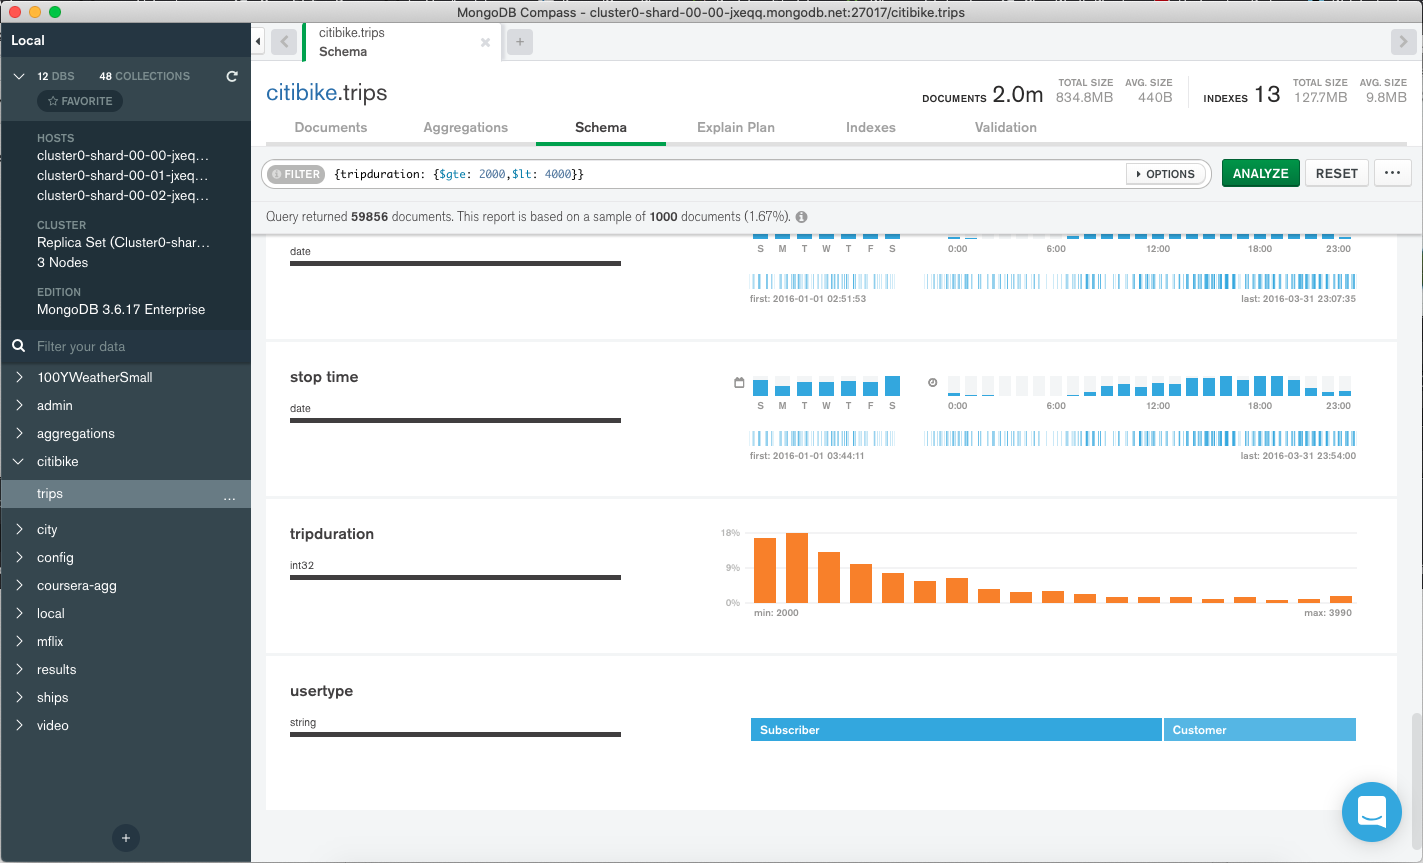 MongoDB Compass - cluster0-shard-00-00-jxeqq.mongodb.net:27017/citibike.trips
Local
12 DBS 48 COLLECTIONS
FAVORITE
HOSTS
cluster0-shard-00-00-jxeq...
cluster0-shard-00-01-jxeq...
cluster0-shard-00-02-jxeq...
CLUSTER
Replica Set (Cluster0-shar...
3 Nodes
EDITION
MongoDB 3.6.17 Enterprise
Filter your data
100YWeatherSmall
admin
aggregations
citibike
trips ...
city
config
coursera-agg
local
mflix
results
ships
video
+
citibike.trips
Schema
+
citibike.trips
DOCUMENTS 2.0m TOTAL SIZE 834.8MB AVG. SIZE 440B
INDEXES 13 TOTAL SIZE 127.7MB AVG. SIZE 9.8MB
Documents Aggregations Schema Explain Plan Indexes Validation
FILTER {tripduration: {$gte: 2000,$lt: 4000}} OPTIONS ANALYZE RESET ...
Query returned 59856 documents. This report is based on a sample of 1000 documents (1.67%).
date
S M T W T F S 0:00 6:00 12:00 18:00 23:00
first: 2016-01-01 02:51:53 last: 2016-03-31 23:07:35
stop time
date
S M T W T F S 0:00 6:00 12:00 18:00 23:00
first: 2016-01-01 03:44:11 last: 2016-03-31 23:54:00
tripduration
int32
18%
9%
0%
min: 2000 max: 3990
usertype
string
Subscriber Customer